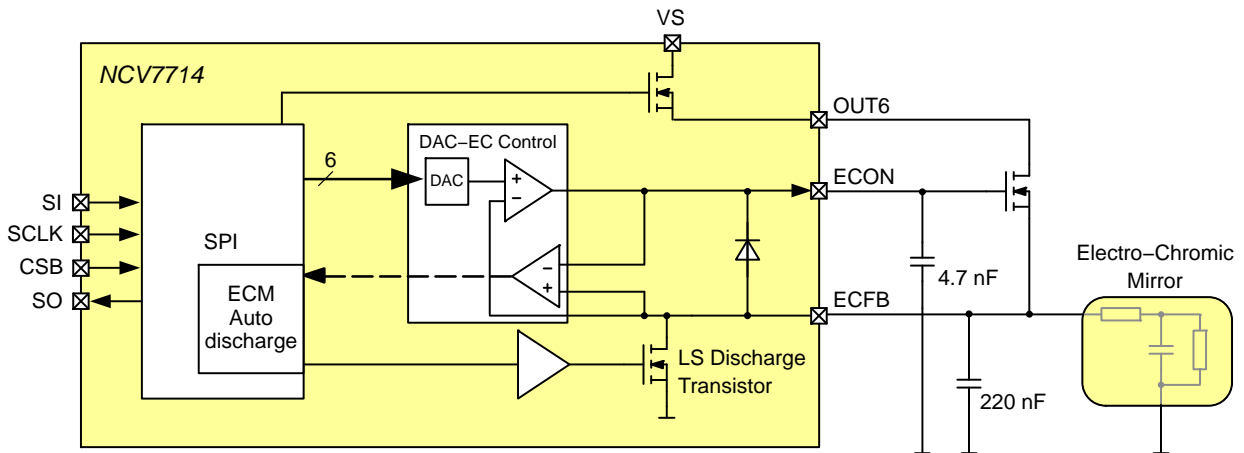 VS
NCV7714
OUT6
DAC−EC Control
6
DAC
+
−
ECON
SI
SCLK
CSB
SO
SPI
ECM
Auto
discharge
−
+
4.7 nF
Electro−Chromic
Mirror
ECFB
LS Discharge
Transistor
220 nF